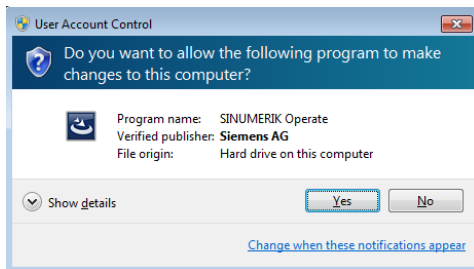 User Account Control
Do you want to allow the following program to make
changes to this computer?
Program name: SINUMERIK Operate
Verified publisher: Siemens AG
File origin: Hard drive on this computer
Show details
Yes
No
Change when these notifications appear